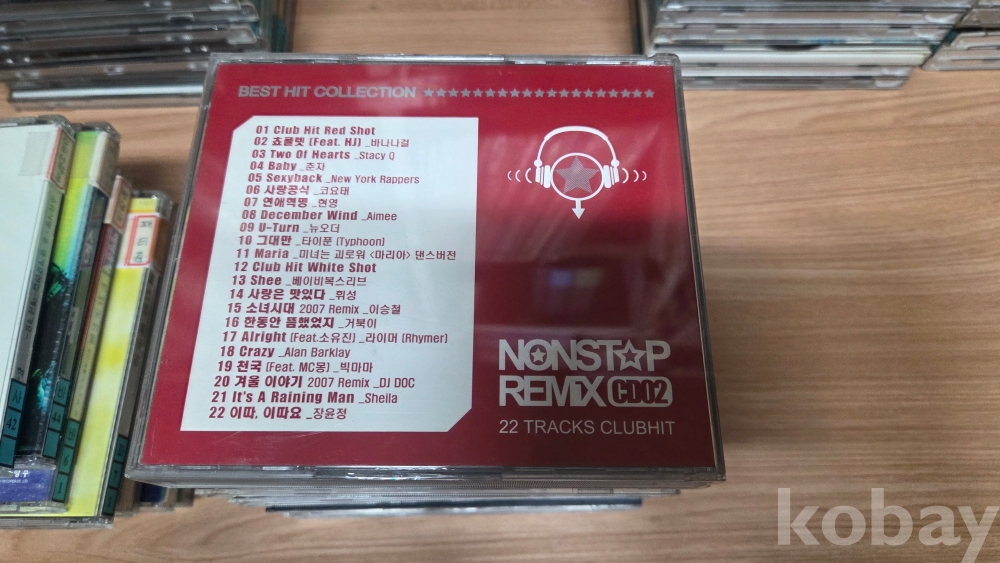 BEST HIT COLLECTION
01 Club Hit Red Shot
02 쵸콜렛 (Feat. HJ) _바나나걸
03 Two Of Hearts _Stacy Q
04 Baby _춘자
05 Sexyback _New York Rappers
06 사랑공식 _코요태
07 연애혁명 _현영
08 December Wind _Aimee
09 U-Turn _뉴오더
10 그대만 _타이푼 (Typhoon)
11 Maria _미녀는 괴로워 <마리아> 댄스버전
12 Club Hit White Shot
13 Shee _베이비복스리브
14 사랑은 맛있다 _휘성
15 소녀시대 2007 Remix _이승철
16 한동안 뜸했었지 _거북이
17 Alright [Feat.소유진] _라이머 [Rhymer]
18 Crazy _Alan Barklay
19 천국 [Feat. MC몽] _빅마마
20 겨울 이야기 2007 Remix _DJ DOC
21 It's A Raining Man _Sheila
22 이따, 이따요 _장윤정
NONST☆P
REMIX CD02
22 TRACKS CLUBHIT
42
kobay